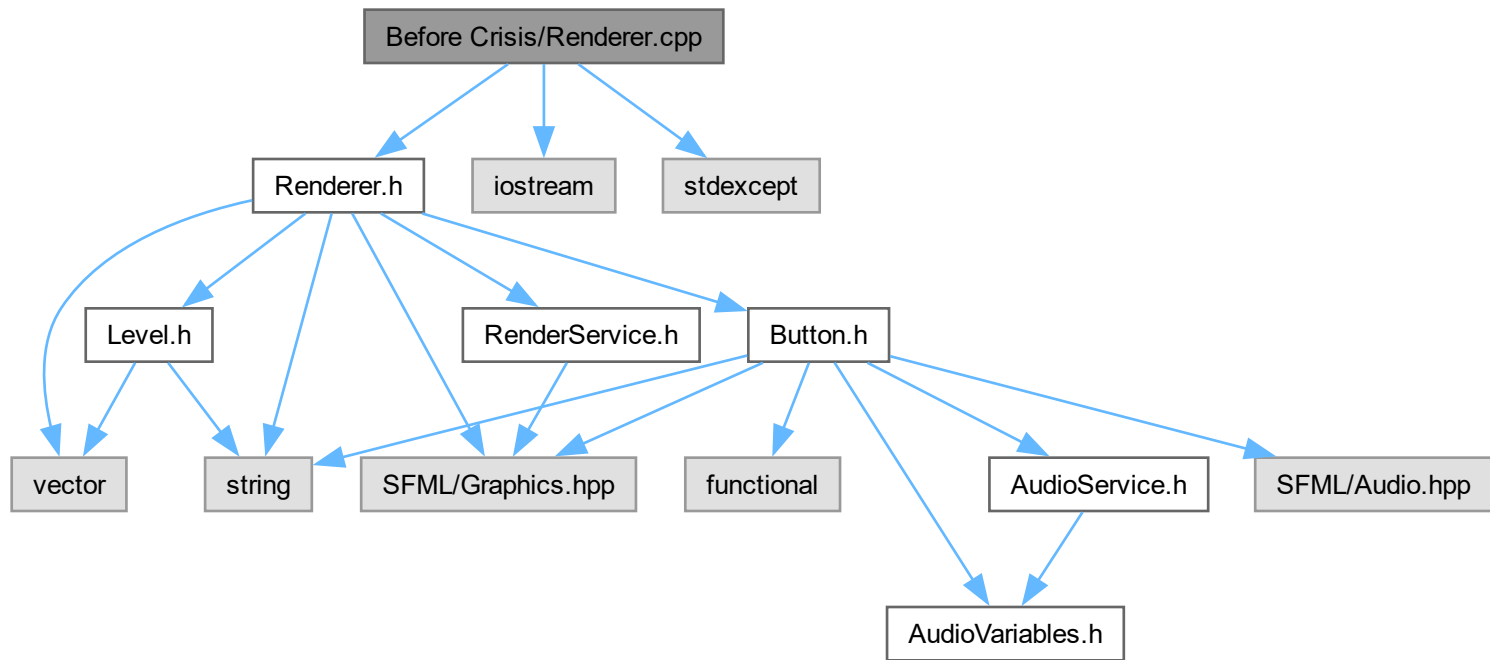 Before Crisis/Renderer.cpp
Renderer.h
iostream
stdexcept
Level.h
RenderService.h
Button.h
vector
string
SFML/Graphics.hpp
functional
AudioService.h
SFML/Audio.hpp
AudioVariables.h